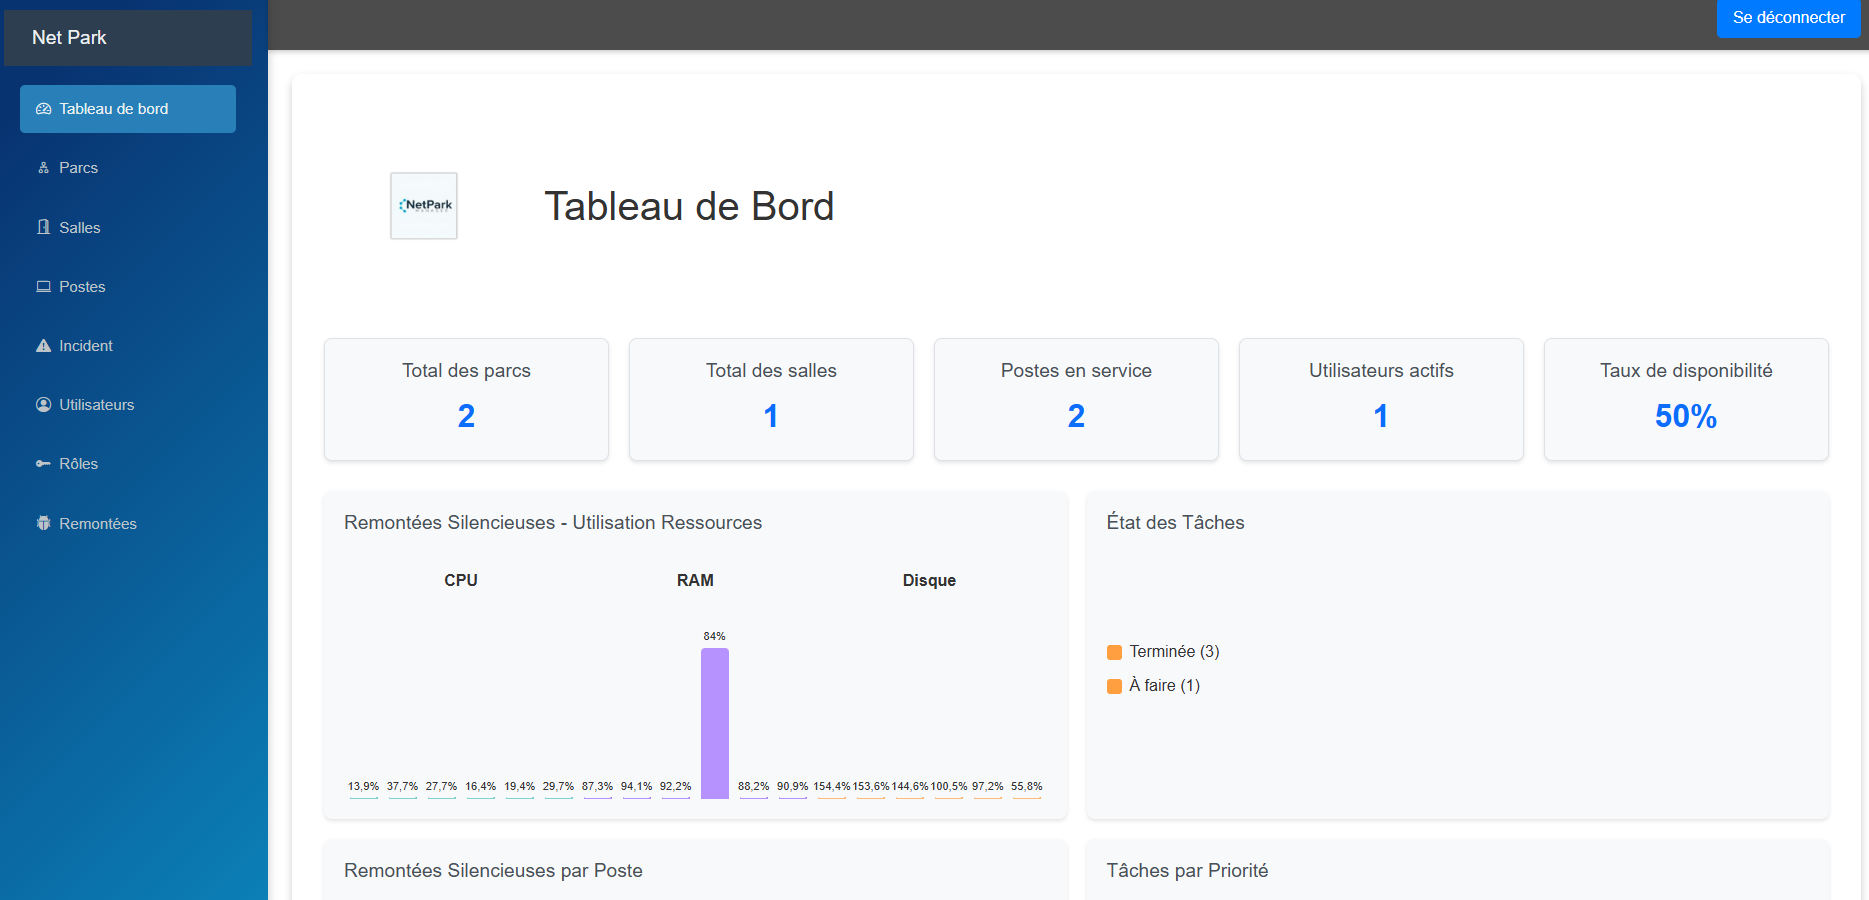 Net Park
Se déconnecter
Tableau de bord
Parcs
Salles
Postes
Incident
Utilisateurs
Rôles
Remontées
NetPark
MANAGER
Tableau de Bord
Total des parcs
2
Total des salles
1
Postes en service
2
Utilisateurs actifs
1
Taux de disponibilité
50%
Remontées Silencieuses - Utilisation Ressources
CPU RAM Disque
84%
13,9% 37,7% 27,7% 16,4% 19,4% 29,7% 87,3% 94,1% 92,2% 88,2% 90,9% 154,4% 153,6% 144,6% 100,5% 97,2% 55,8%
État des Tâches
Terminée (3)
À faire (1)
Remontées Silencieuses par Poste
Tâches par Priorité